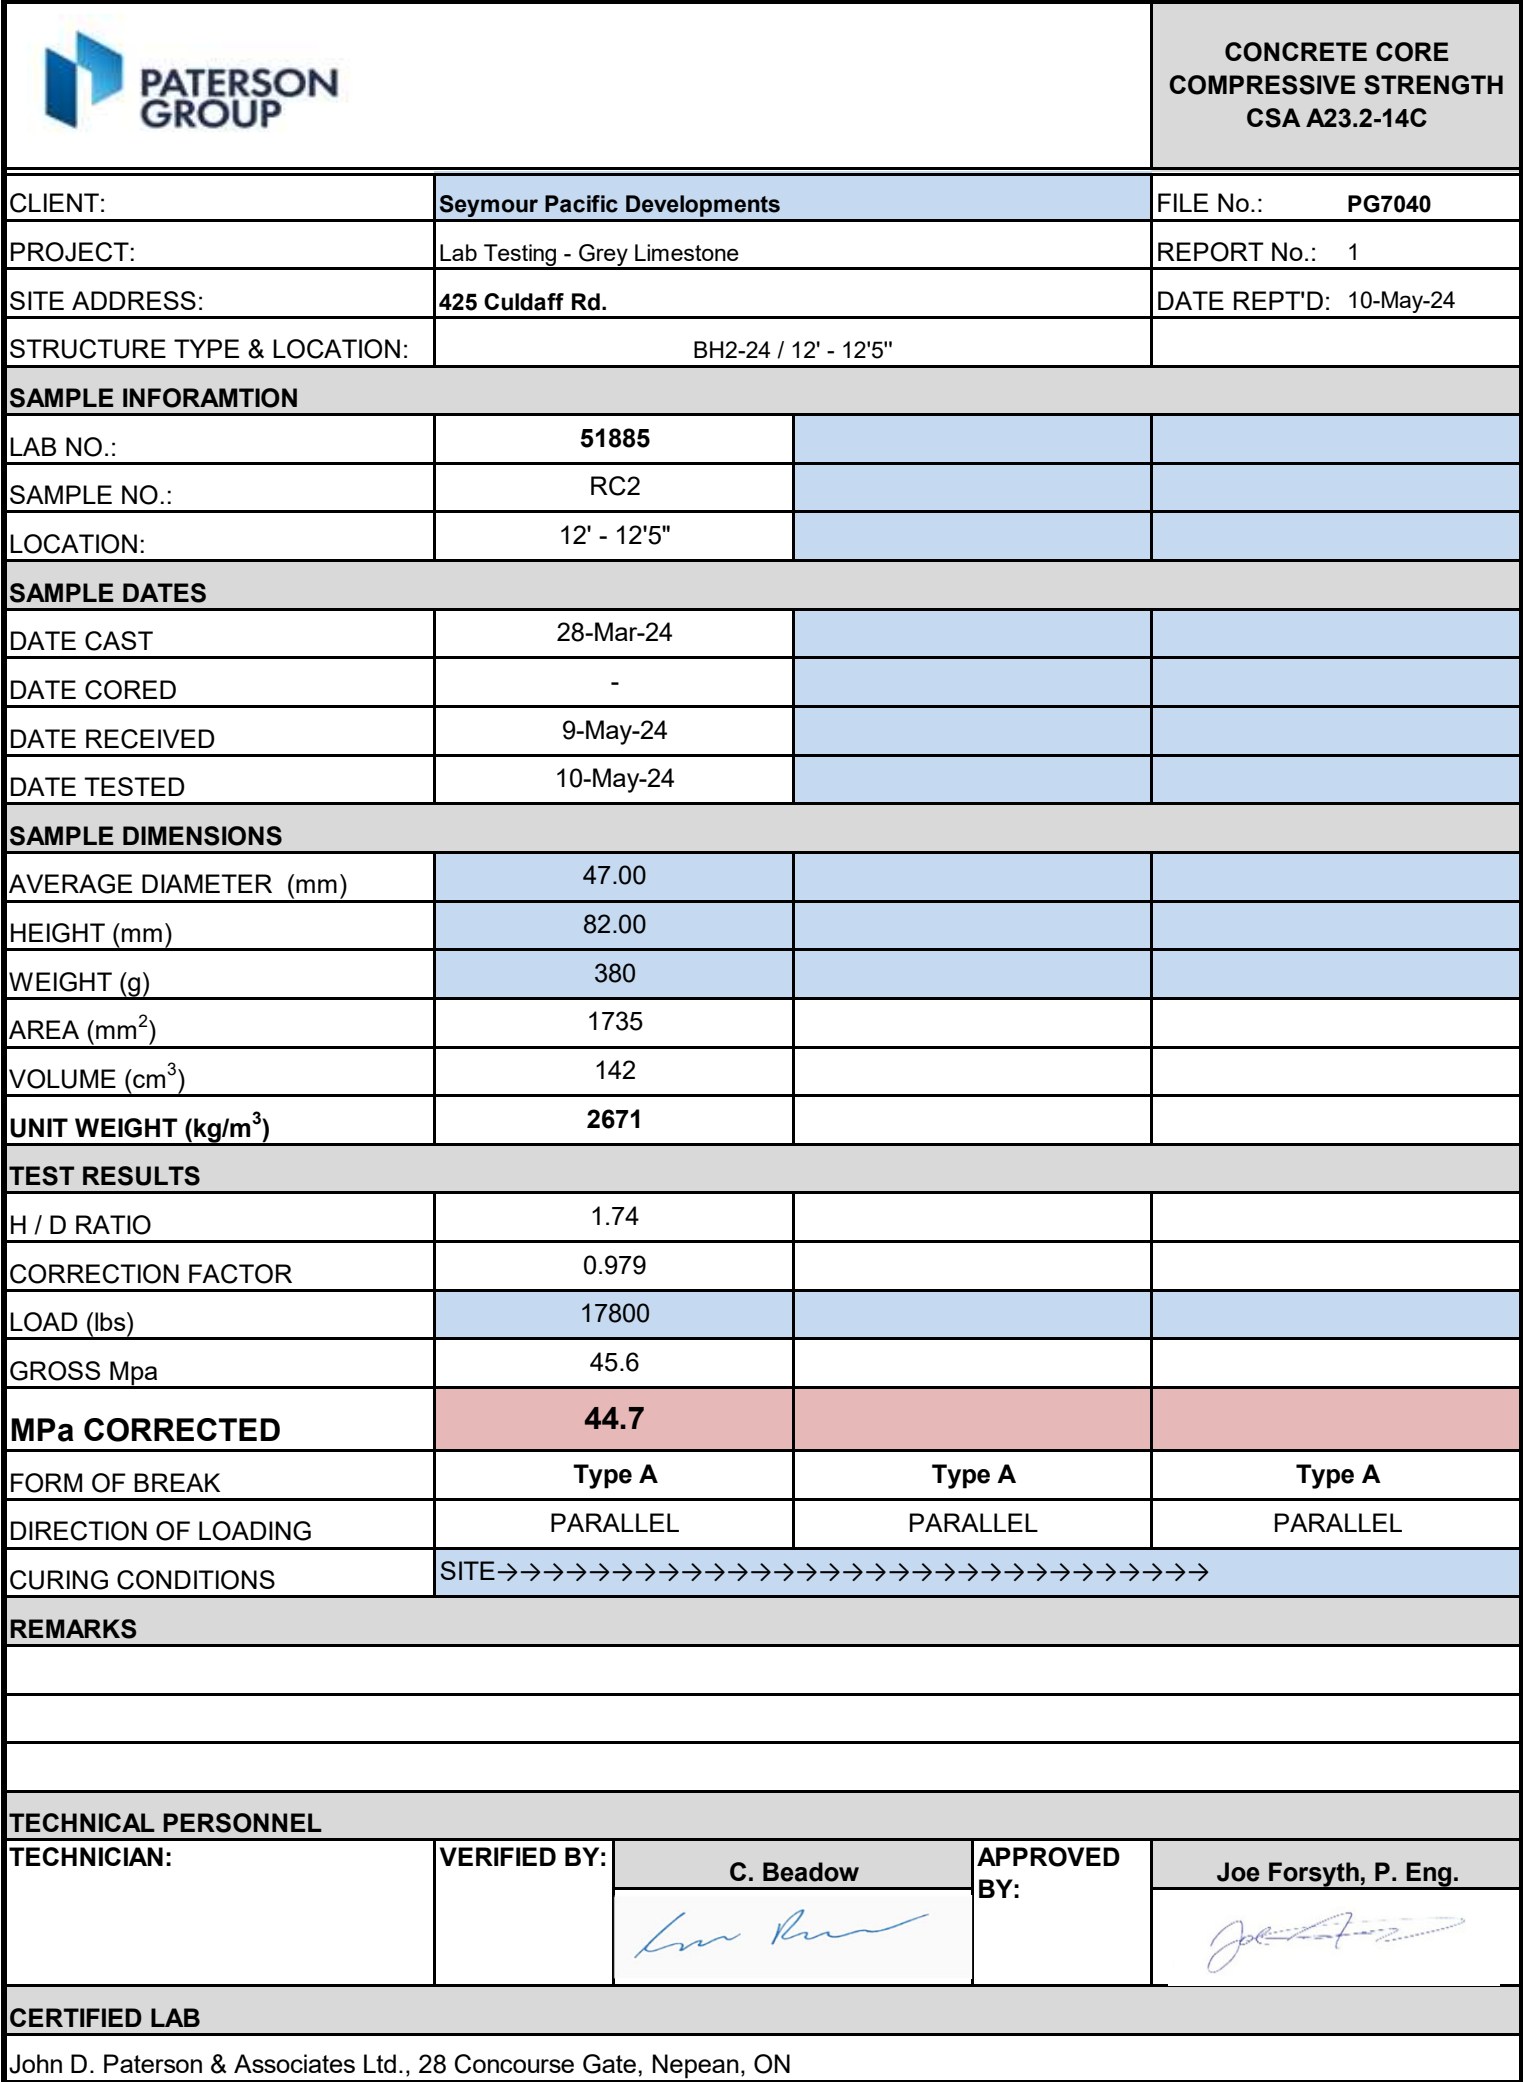 PATERSON
GROUP
CONCRETE CORE
COMPRESSIVE STRENGTH
CSA A23.2-14C
CLIENT: Seymour Pacific Developments FILE No.: PG7040
PROJECT: Lab Testing - Grey Limestone REPORT No.: 1
SITE ADDRESS: 425 Culdaff Rd. DATE REPT'D: 10-May-24
STRUCTURE TYPE & LOCATION: BH2-24 / 12' - 12'5"
SAMPLE INFORAMTION
LAB NO.: 51885
SAMPLE NO.: RC2
LOCATION: 12' - 12'5"
SAMPLE DATES
DATE CAST 28-Mar-24
DATE CORED -
DATE RECEIVED 9-May-24
DATE TESTED 10-May-24
SAMPLE DIMENSIONS
AVERAGE DIAMETER (mm) 47.00
HEIGHT (mm) 82.00
WEIGHT (g) 380
AREA (mm²) 1735
VOLUME (cm³) 142
UNIT WEIGHT (kg/m³) 2671
TEST RESULTS
H / D RATIO 1.74
CORRECTION FACTOR 0.979
LOAD (lbs) 17800
GROSS Mpa 45.6
MPa CORRECTED 44.7
FORM OF BREAK Type A Type A Type A
DIRECTION OF LOADING PARALLEL PARALLEL PARALLEL
CURING CONDITIONS SITE→→→→→→→→→→→→→→→→→→→→→→→→→→→→→→→
REMARKS
TECHNICAL PERSONNEL
TECHNICIAN: VERIFIED BY: C. Beadow APPROVED BY: Joe Forsyth, P. Eng.
CERTIFIED LAB
John D. Paterson & Associates Ltd., 28 Concourse Gate, Nepean, ON